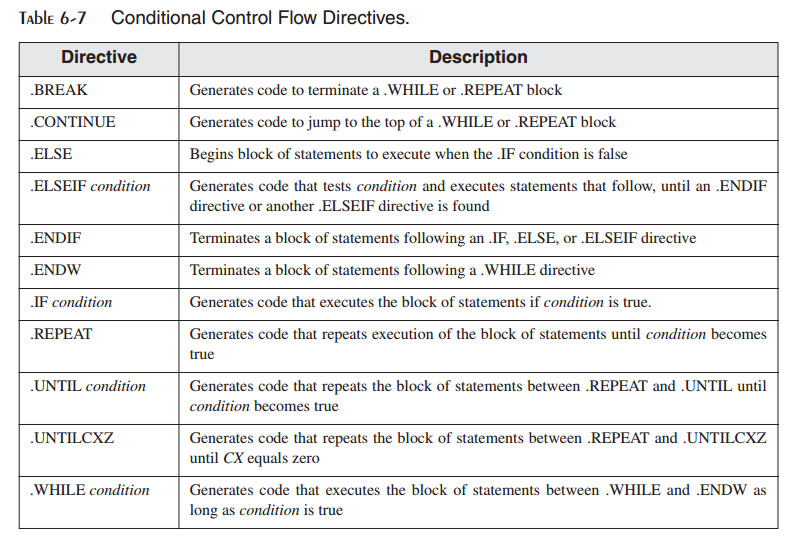 TABLE 6-7 Conditional Control Flow Directives.
Directive Description
.BREAK Generates code to terminate a .WHILE or .REPEAT block
.CONTINUE Generates code to jump to the top of a .WHILE or .REPEAT block
.ELSE Begins block of statements to execute when the .IF condition is false
.ELSEIF condition Generates code that tests condition and executes statements that follow, until an .ENDIF
directive or another .ELSEIF directive is found
.ENDIF Terminates a block of statements following an .IF, .ELSE, or .ELSEIF directive
.ENDW Terminates a block of statements following a .WHILE directive
.IF condition Generates code that executes the block of statements if condition is true.
.REPEAT Generates code that repeats execution of the block of statements until condition becomes
true
.UNTIL condition Generates code that repeats the block of statements between .REPEAT and .UNTIL until
condition becomes true
.UNTILCXZ Generates code that repeats the block of statements between .REPEAT and .UNTILCXZ
until CX equals zero
.WHILE condition Generates code that executes the block of statements between .WHILE and .ENDW as
long as condition is true